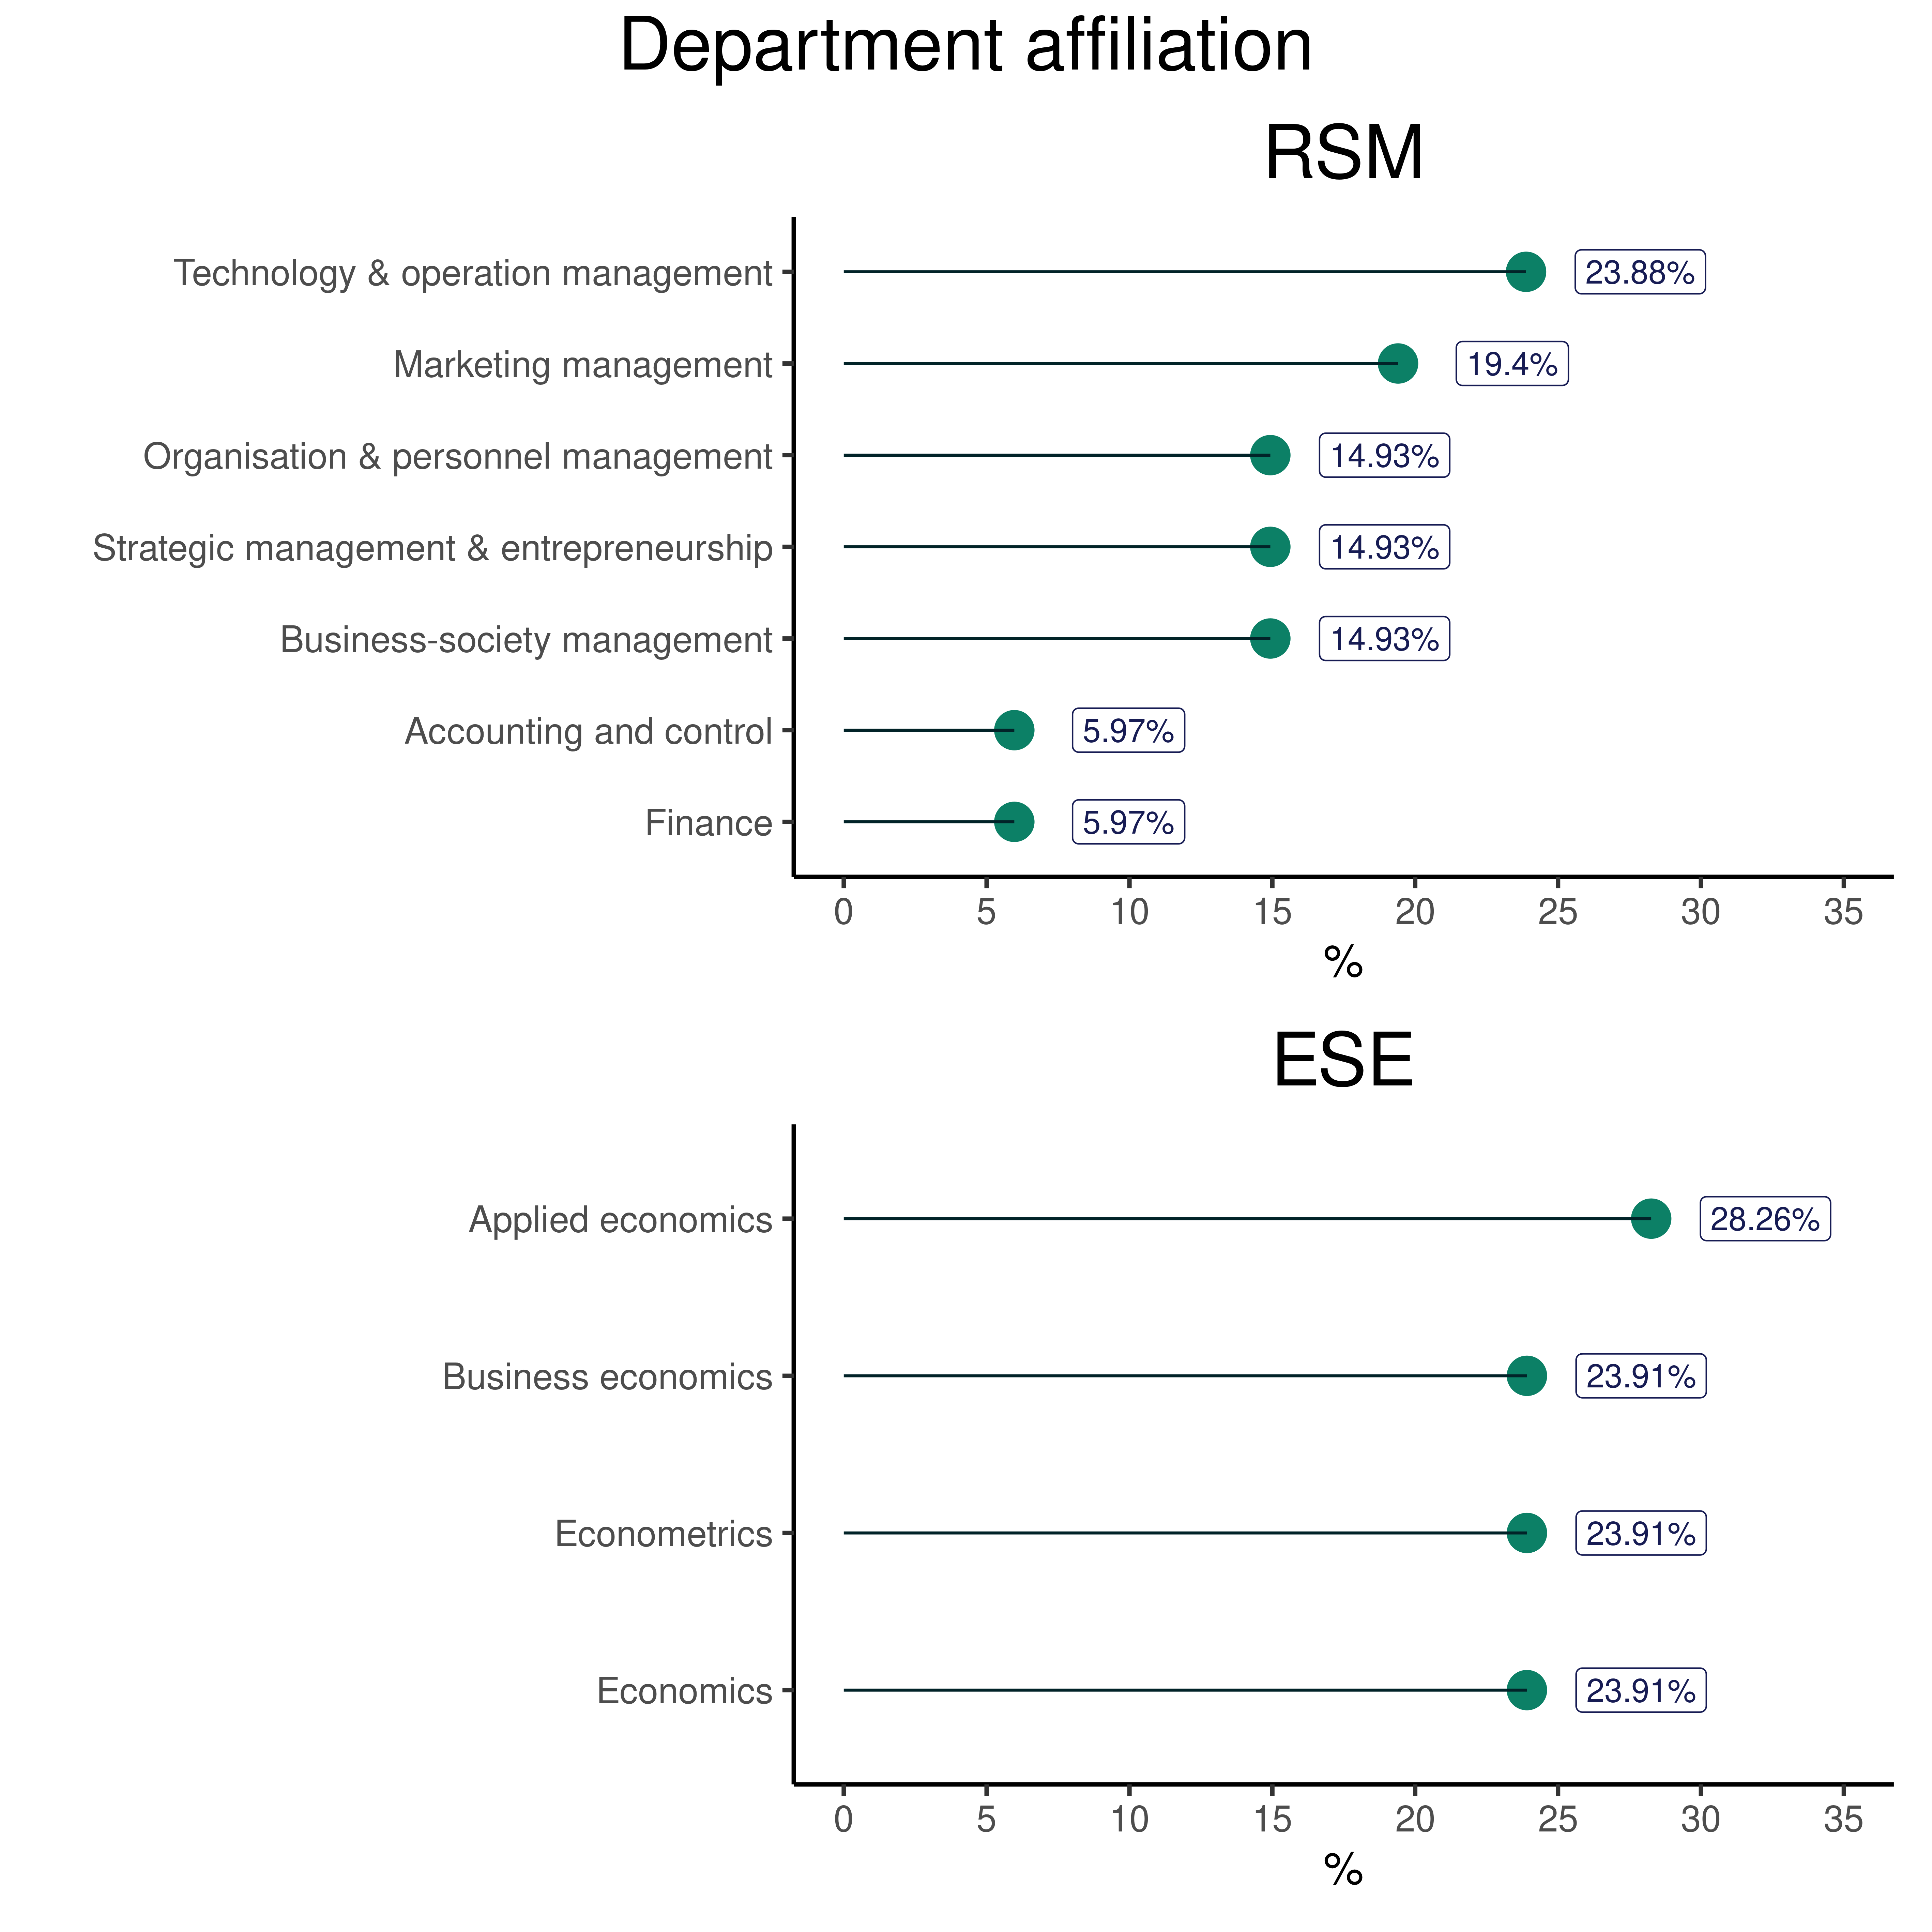 Department affiliation
RSM
Technology & operation management 23.88%
Marketing management 19.4%
Organisation & personnel management 14.93%
Strategic management & entrepreneurship 14.93%
Business-society management 14.93%
Accounting and control 5.97%
Finance 5.97%
0 5 10 15 20 25 30 35
%
ESE
Applied economics 28.26%
Business economics 23.91%
Econometrics 23.91%
Economics 23.91%
0 5 10 15 20 25 30 35
%